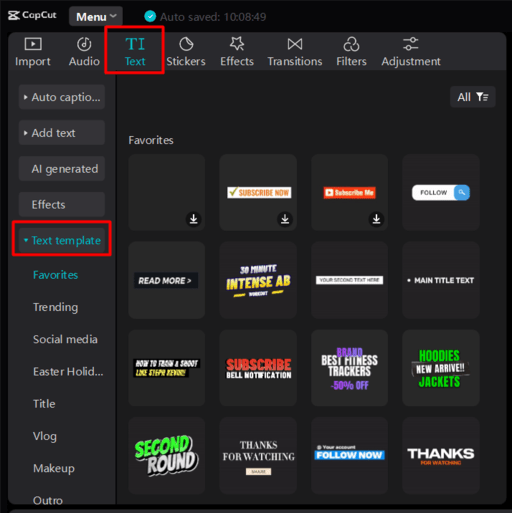 CapCut
Menu
Auto saved: 10:08:49
Import
Audio
TI
Text
Stickers
Effects
Transitions
Filters
Adjustment
Auto captio...
Add text
AI generated
Effects
Text template
Favorites
Trending
Social media
Easter Holid...
Title
Vlog
Makeup
Outro
All
Favorites
SUBSCRIBE NOW
Subscribe Me
FOLLOW
READ MORE >
30 MINUTE
INTENSE AB
WORKOUT
YOUR SECOND TEXT HERE
MAIN TITLE TEXT
HOW TO TROW A SHOOT
LIKE STEPH
SUBSCRIBE
BELL NOTIFICATION
BRAND
BEST FITNESS
TRACKERS
-50% OFF
HOODIES
NEW ARRIVE!!
JACKETS
SECOND
ROUND
THANKS
FOR WATCHING
SHARE
@ Your account
FOLLOW NOW
THANKS
FOR WATCHING